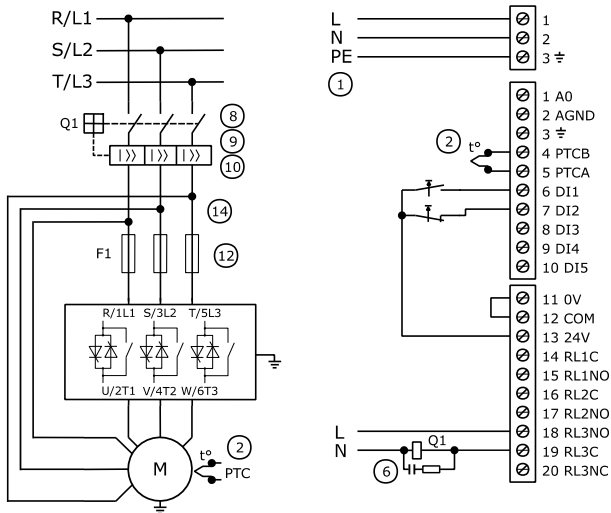 R/L1
S/L2
T/L3
Q1
8
9
10
14
F1
12
R/1L1 S/3L2 T/5L3
U/2T1 V/4T2 W/6T3
M
t°
2
PTC
L
N
PE
1
1
2
3
1 A0
2 AGND
3
2
t°
4 PTCB
5 PTCA
6 DI1
7 DI2
8 DI3
9 DI4
10 DI5
11 0V
12 COM
13 24V
14 RL1C
15 RL1NO
16 RL2C
17 RL2NO
L
18 RL3NO
N
Q1
19 RL3C
6
20 RL3NC